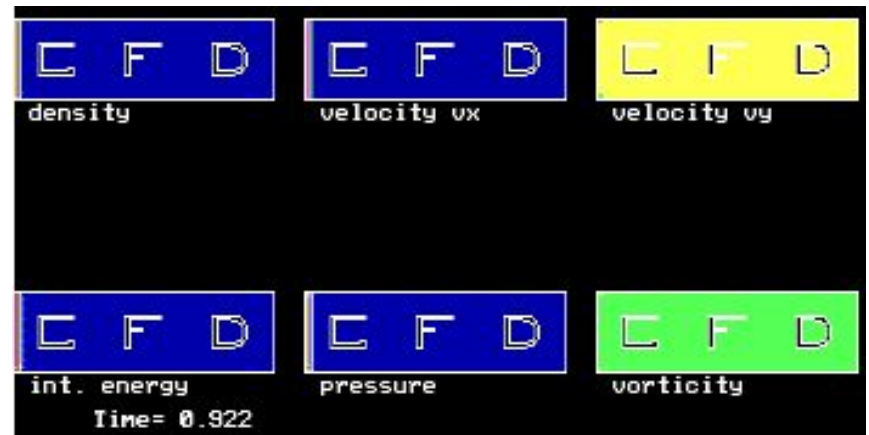 C F D C F D C F D
density velocity vx velocity vy
C F D C F D C F D
int. energy pressure vorticity
Time= 0.922